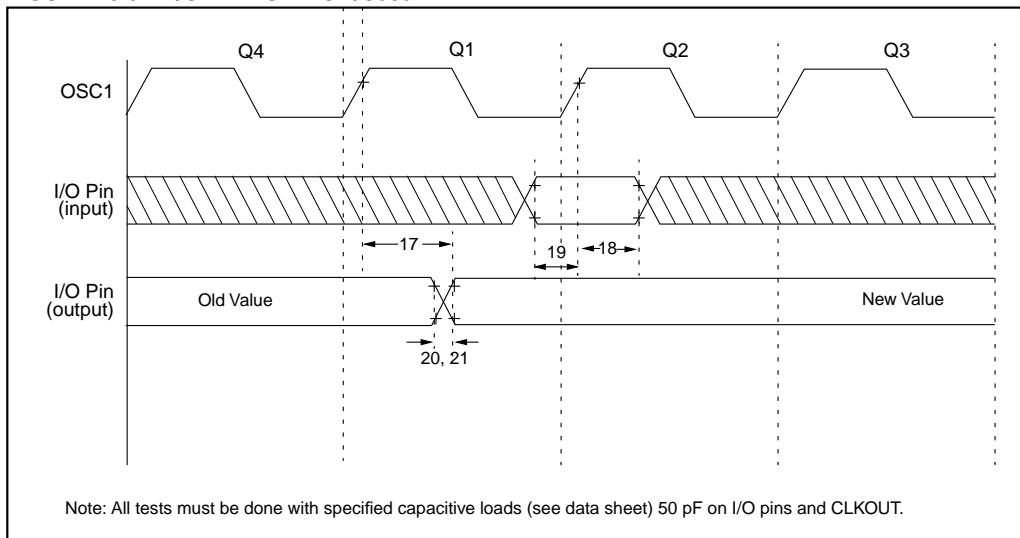 Q4 Q1 Q2 Q3
OSC1
I/O Pin
(input)
17
19
18
I/O Pin
(output)
Old Value
New Value
20, 21
Note: All tests must be done with specified capacitive loads (see data sheet) 50 pF on I/O pins and CLKOUT.